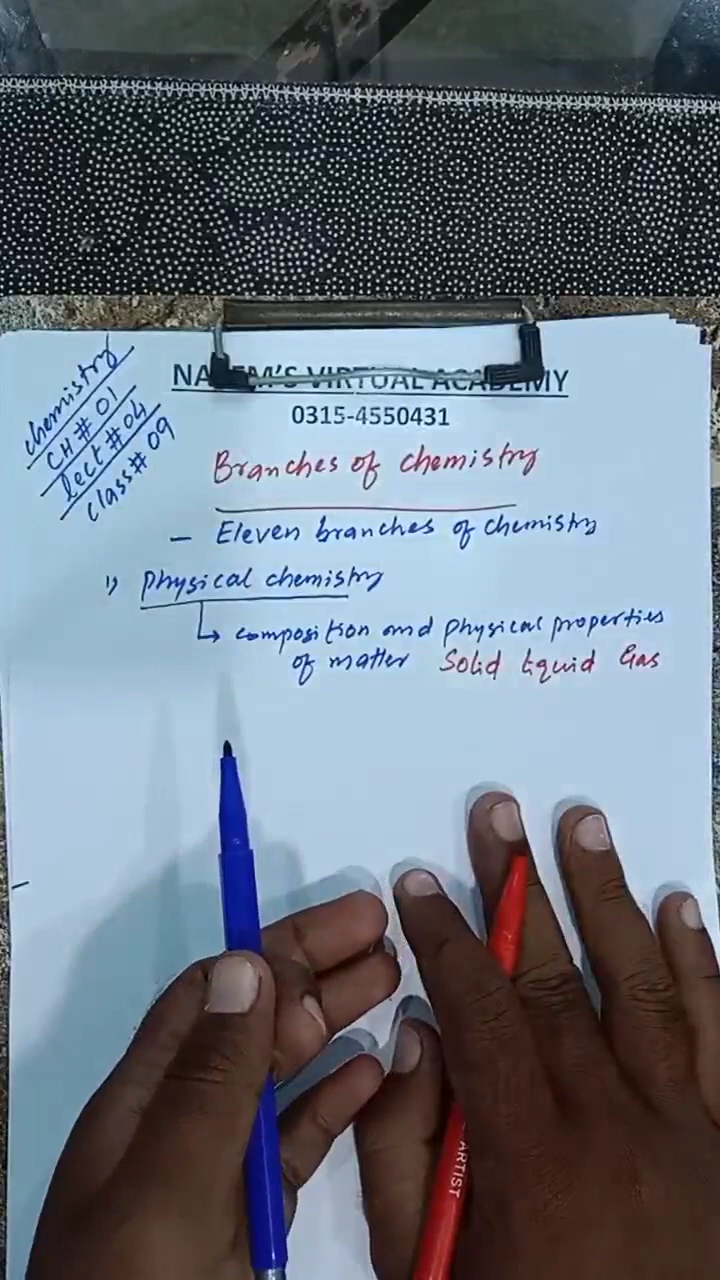 chemistry
CH # 01
lect # 04
class # 09
NAEEM'S VIRTUAL ACADEMY
0315-4550431
Branches of chemistry
– Eleven branches of chemistry
1) Physical chemistry
↳ composition and physical properties
of matter Solid liquid Gas
ARTIST